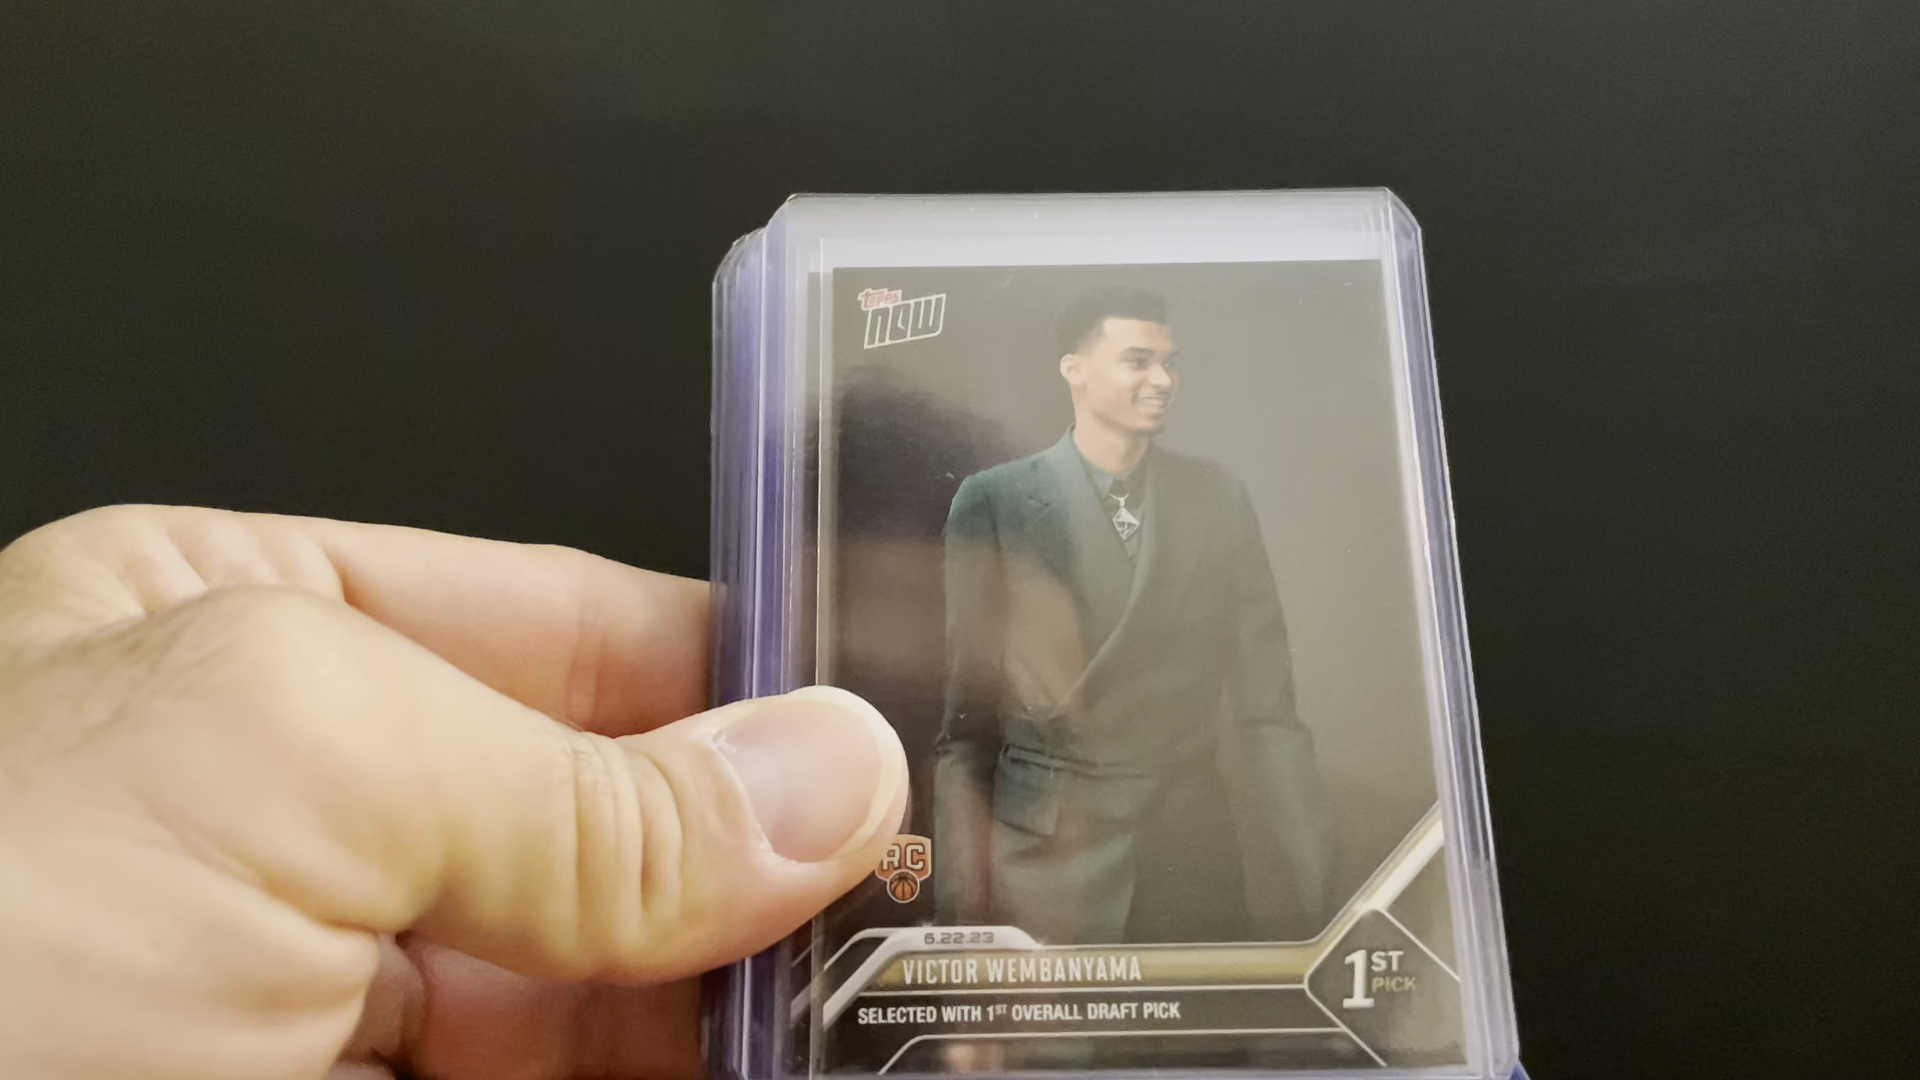 topps
now
RC
6.22.23
VICTOR WEMBANYAMA
SELECTED WITH 1ST OVERALL DRAFT PICK
1ST
PICK